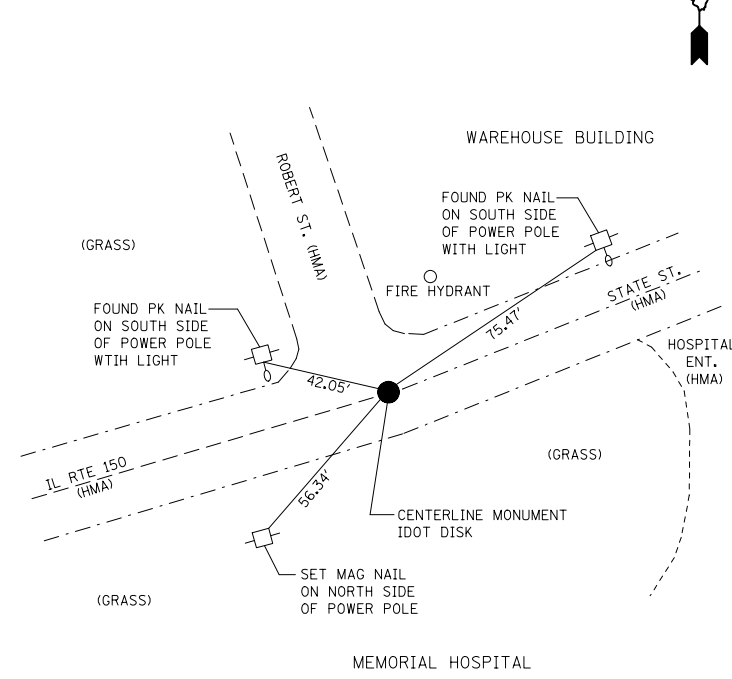 WAREHOUSE BUILDING
ROBERT ST. (HMA)
FOUND PK NAIL
ON SOUTH SIDE
OF POWER POLE
WITH LIGHT
(GRASS)
FIRE HYDRANT
STATE ST.
(HMA)
FOUND PK NAIL
ON SOUTH SIDE
OF POWER POLE
WTIH LIGHT
75.47'
HOSPITAL
ENT.
(HMA)
42.05'
(GRASS)
IL RTE 150
(HMA)
56.34'
CENTERLINE MONUMENT
IDOT DISK
SET MAG NAIL
ON NORTH SIDE
OF POWER POLE
(GRASS)
MEMORIAL HOSPITAL